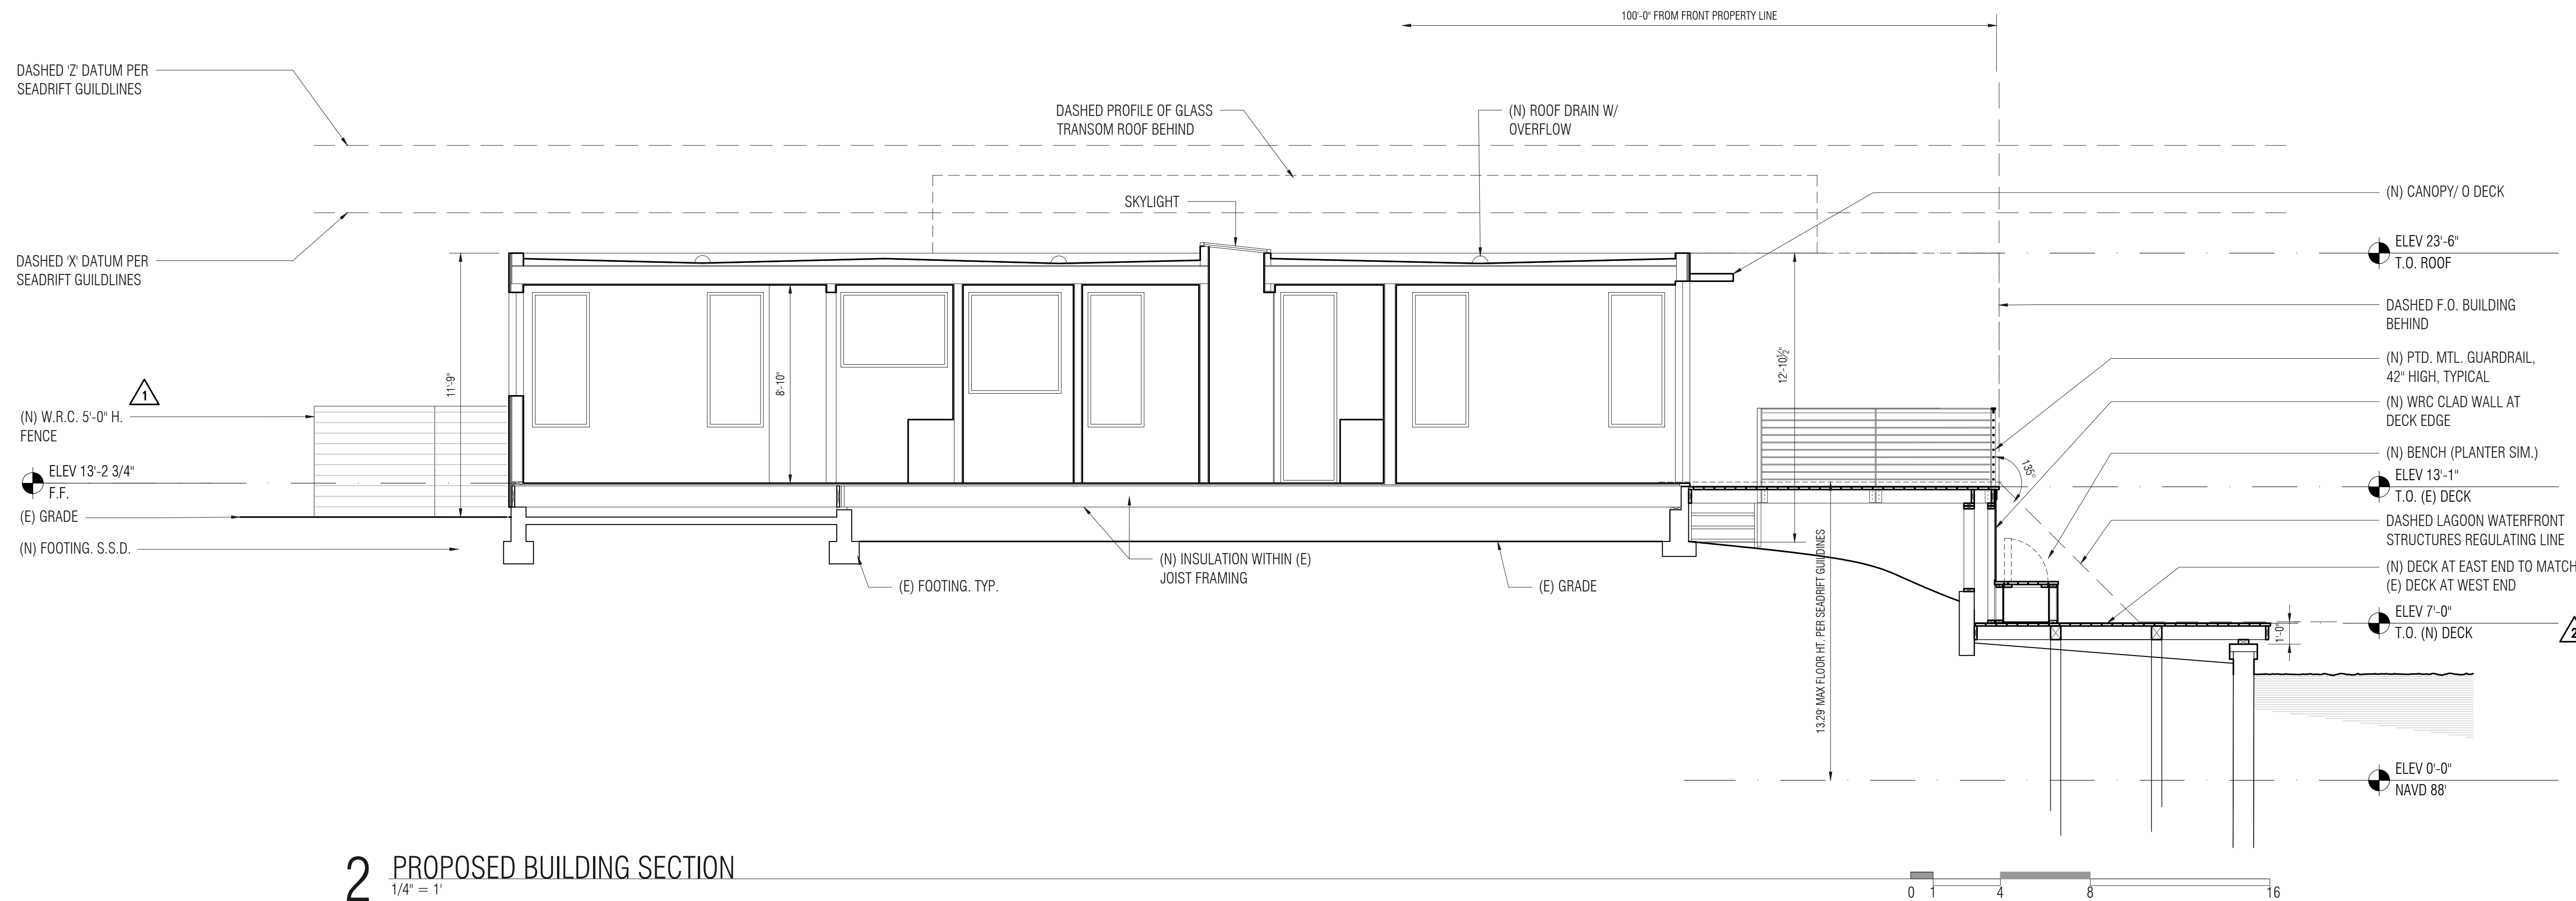 100'-0" FROM FRONT PROPERTY LINE
DASHED 'Z' DATUM PER
SEADRIFT GUILDLINES
DASHED PROFILE OF GLASS
TRANSOM ROOF BEHIND
(N) ROOF DRAIN W/
OVERFLOW
SKYLIGHT
(N) CANOPY/ O DECK
DASHED 'X' DATUM PER
SEADRIFT GUILDLINES
ELEV 23'-6"
T.O. ROOF
DASHED F.O. BUILDING
BEHIND
11'-9"
8'-10"
12'-10½"
(N) PTD. MTL. GUARDRAIL,
42" HIGH, TYPICAL
1
(N) W.R.C. 5'-0" H.
FENCE
(N) WRC CLAD WALL AT
DECK EDGE
(N) BENCH (PLANTER SIM.)
135°
ELEV 13'-2 3/4"
F.F.
ELEV 13'-1"
T.O. (E) DECK
(E) GRADE
DASHED LAGOON WATERFRONT
STRUCTURES REGULATING LINE
(N) FOOTING. S.S.D.
(N) INSULATION WITHIN (E)
JOIST FRAMING
(E) FOOTING. TYP.
(E) GRADE
(N) DECK AT EAST END TO MATCH
(E) DECK AT WEST END
13.29' MAX FLOOR HT. PER SEADRIFT GUILDINES
ELEV 7'-0"
T.O. (N) DECK
1'-0"
2
ELEV 0'-0"
NAVD 88'
2 PROPOSED BUILDING SECTION
1/4" = 1'
0 1 4 8 16